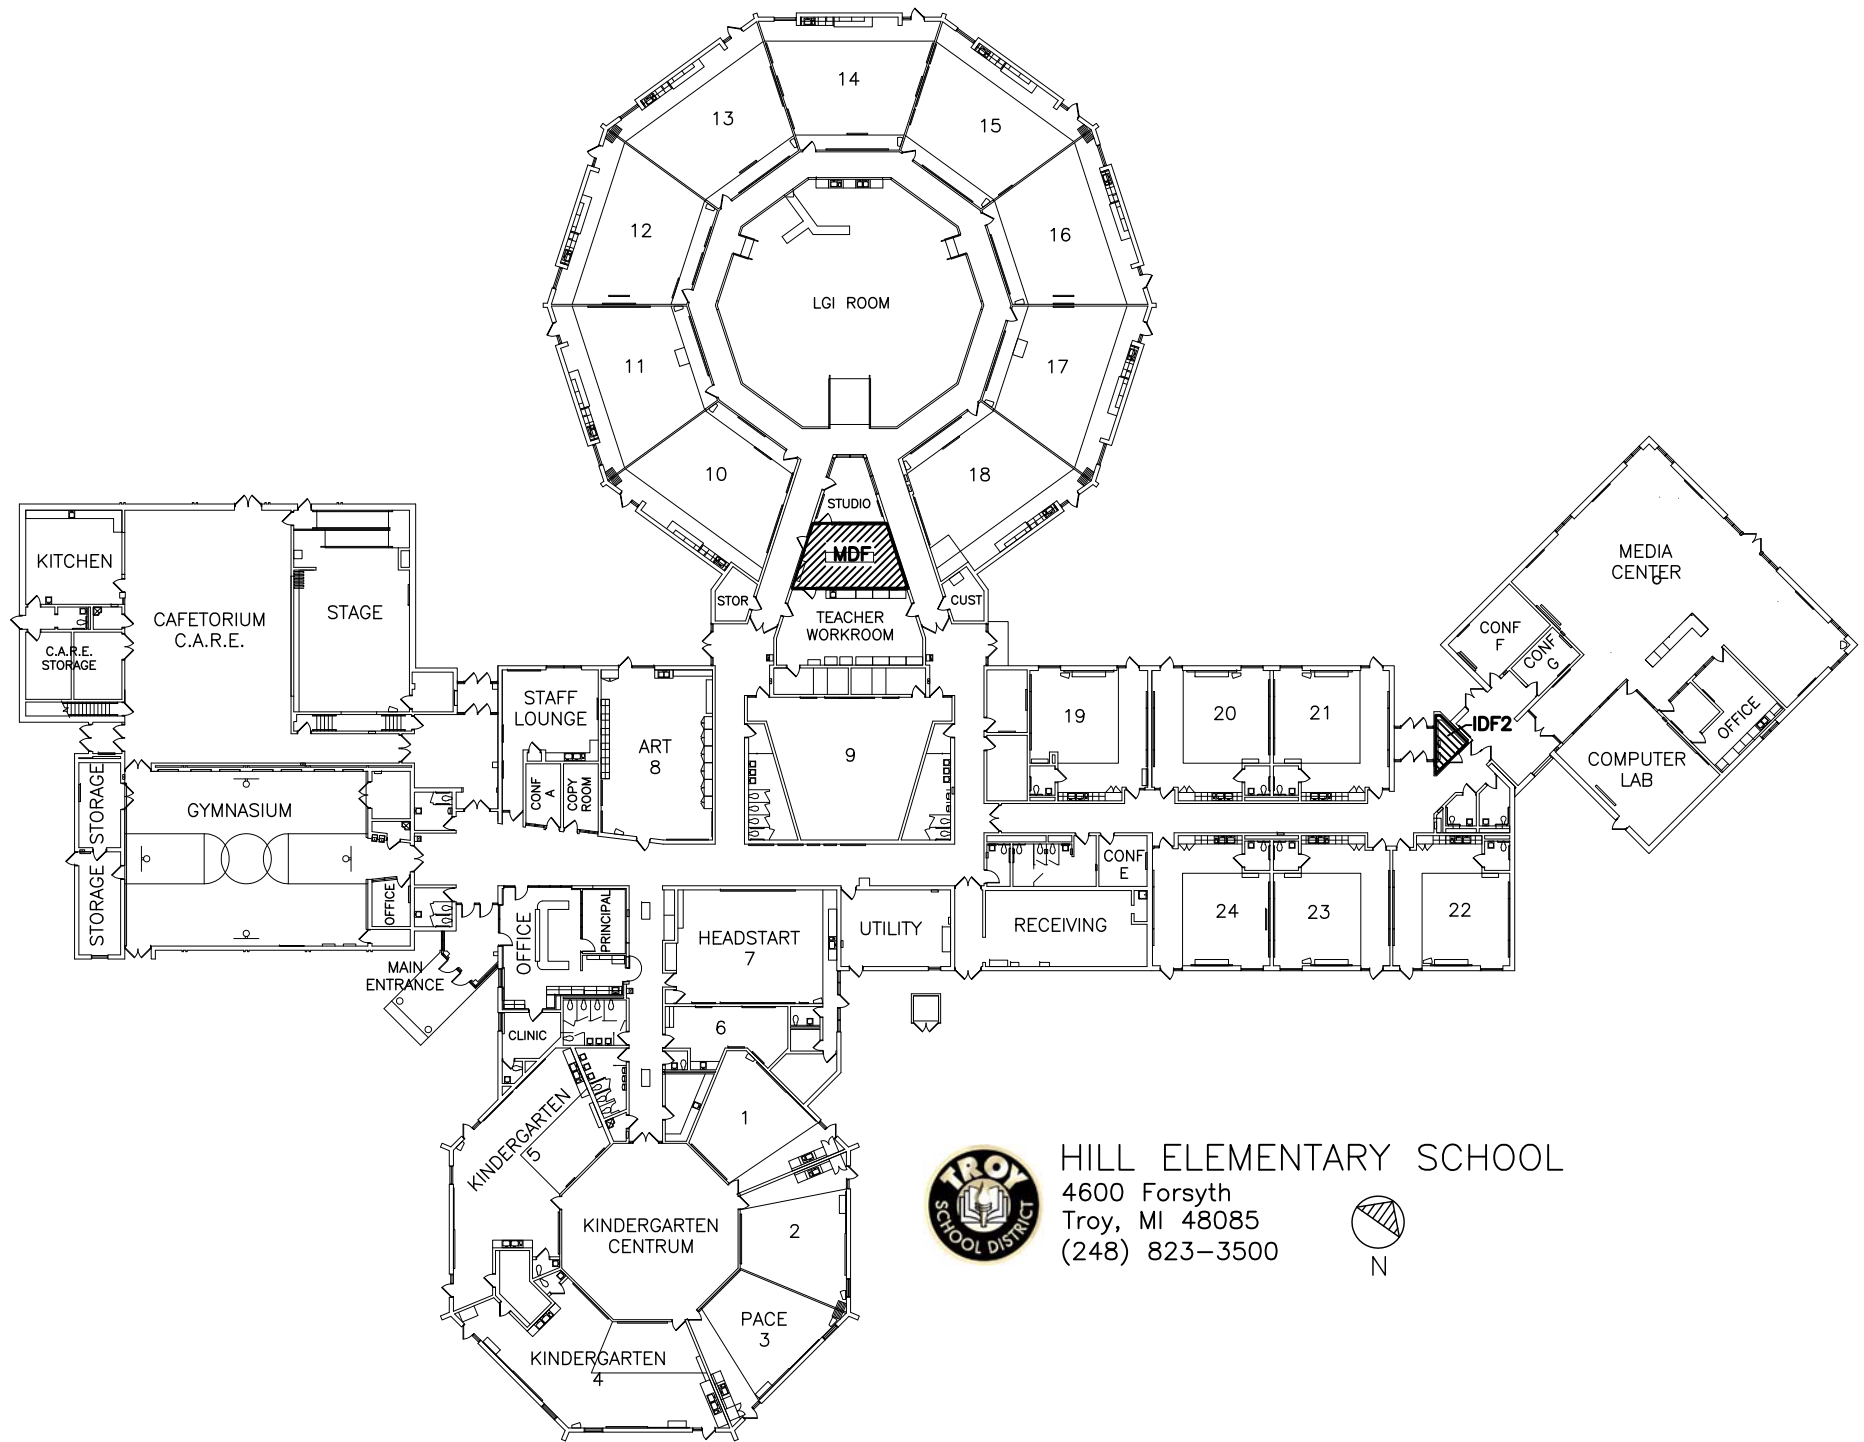 14
13
15
12
16
LGI ROOM
11
17
10
18
STUDIO
MDF
STOR
CUST
TEACHER
WORKROOM
KITCHEN
CAFETORIUM
C.A.R.E.
STAGE
C.A.R.E.
STORAGE
STAFF
LOUNGE
ART
8
CONF
A
COPY
ROOM
9
19
20
21
IDF2
MEDIA
CENTER
CONF
F
CONF
G
OFFICE
COMPUTER
LAB
STORAGE
GYMNASIUM
STORAGE
OFFICE
MAIN
ENTRANCE
OFFICE
PRINCIPAL
HEADSTART
7
UTILITY
CONF
E
RECEIVING
24
23
22
CLINIC
6
KINDERGARTEN
5
1
2
KINDERGARTEN
CENTRUM
PACE
3
KINDERGARTEN
4
TROY
SCHOOL DISTRICT
HILL ELEMENTARY SCHOOL
4600 Forsyth
Troy, MI 48085
(248) 823-3500
N